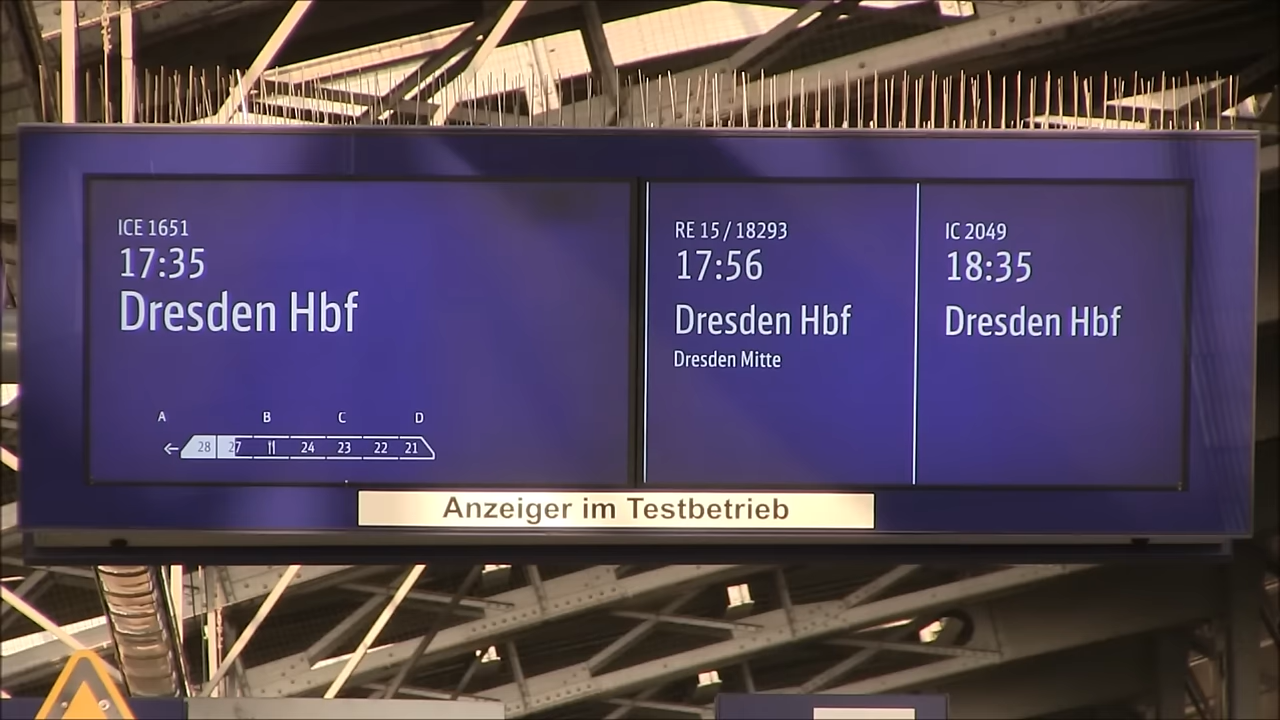 ICE 1651
17:35
Dresden Hbf
A B C D
28 27 24 23 22 21
RE 15 / 18293
17:56
Dresden Hbf
Dresden Mitte
IC 2049
18:35
Dresden Hbf
Anzeiger im Testbetrieb